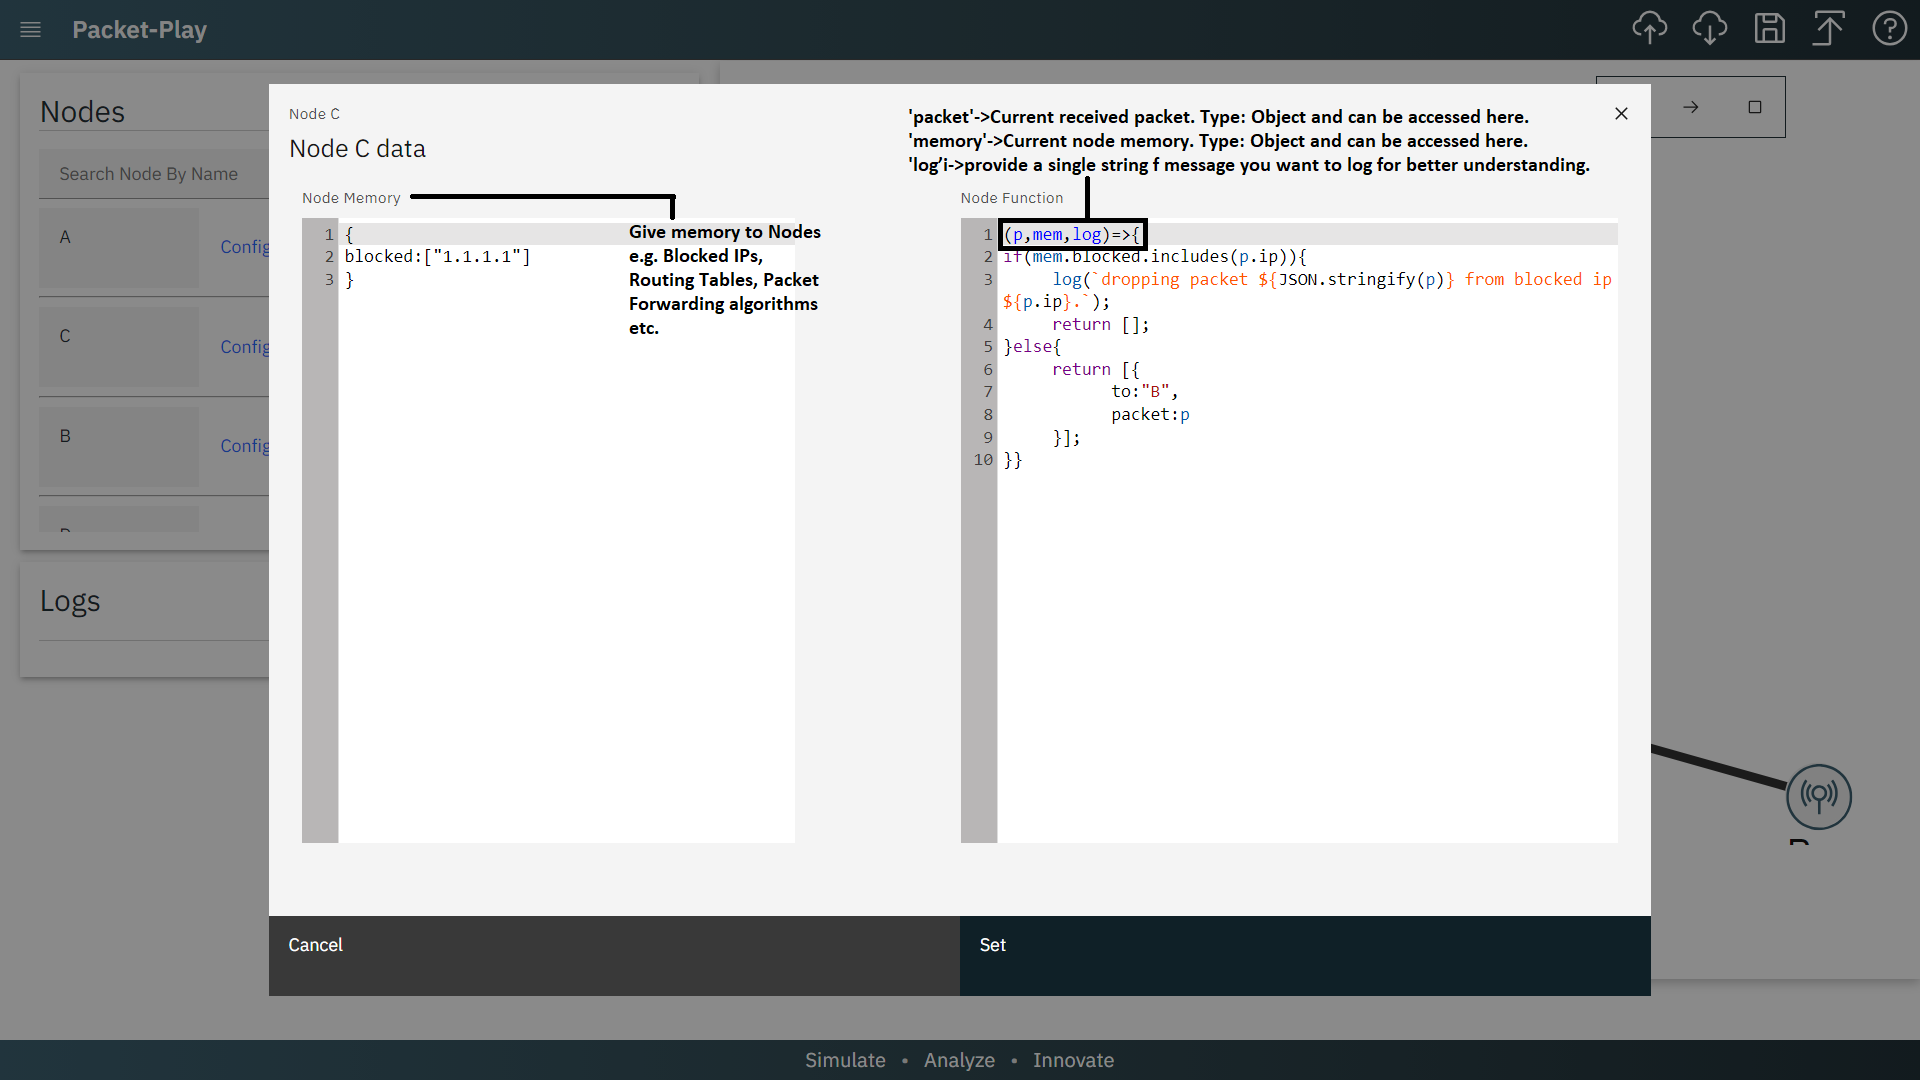 Packet-Play
Nodes
Search Node By Name
A
Config
C
Config
B
Config
Logs
Node C
Node C data
'packet'->Current received packet. Type: Object and can be accessed here.
'memory'->Current node memory. Type: Object and can be accessed here.
'log’i->provide a single string f message you want to log for better understanding.
Node Memory
1 {
2 blocked:["1.1.1.1"]
3 }
Give memory to Nodes
e.g. Blocked IPs,
Routing Tables, Packet
Forwarding algorithms
etc.
Node Function
1 (p,mem,log)=>{
2 if(mem.blocked.includes(p.ip)){
3 log(`dropping packet ${JSON.stringify(p)} from blocked ip
${p.ip}.`);
4 return [];
5 }else{
6 return [{
7 to:"B",
8 packet:p
9 }];
10 }}
Cancel
Set
Simulate • Analyze • Innovate